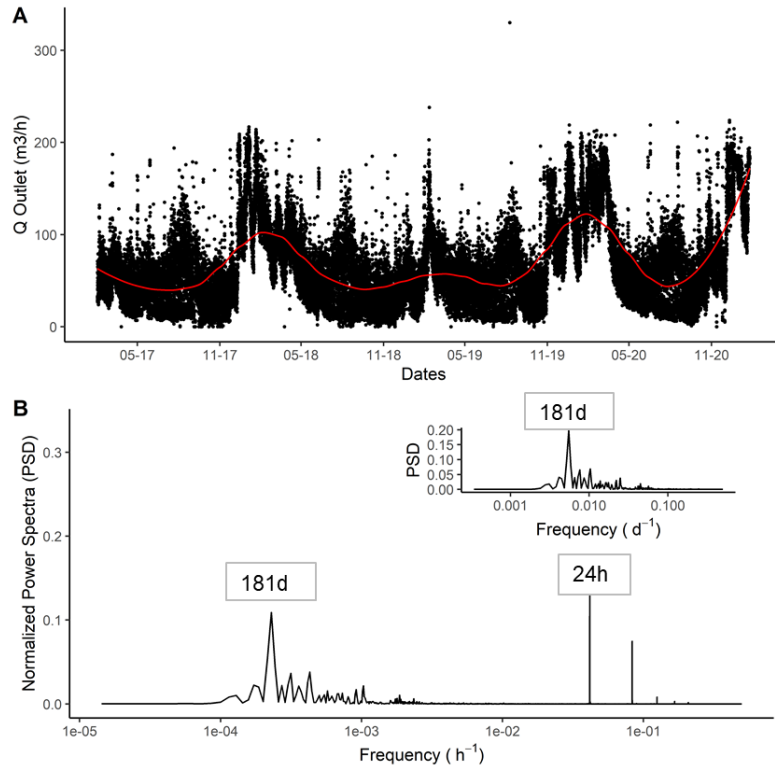 A
300
200
100
0
Q Outlet (m3/h)
05-17 11-17 05-18 11-18 05-19 11-19 05-20 11-20
Dates
B
181d
0.20
0.15
0.10
0.05
0.00
PSD
0.001 0.010 0.100
Frequency ( d⁻¹)
0.3
0.2
0.1
0.0
Normalized Power Spectra (PSD)
181d
24h
1e-05 1e-04 1e-03 1e-02 1e-01
Frequency ( h⁻¹)